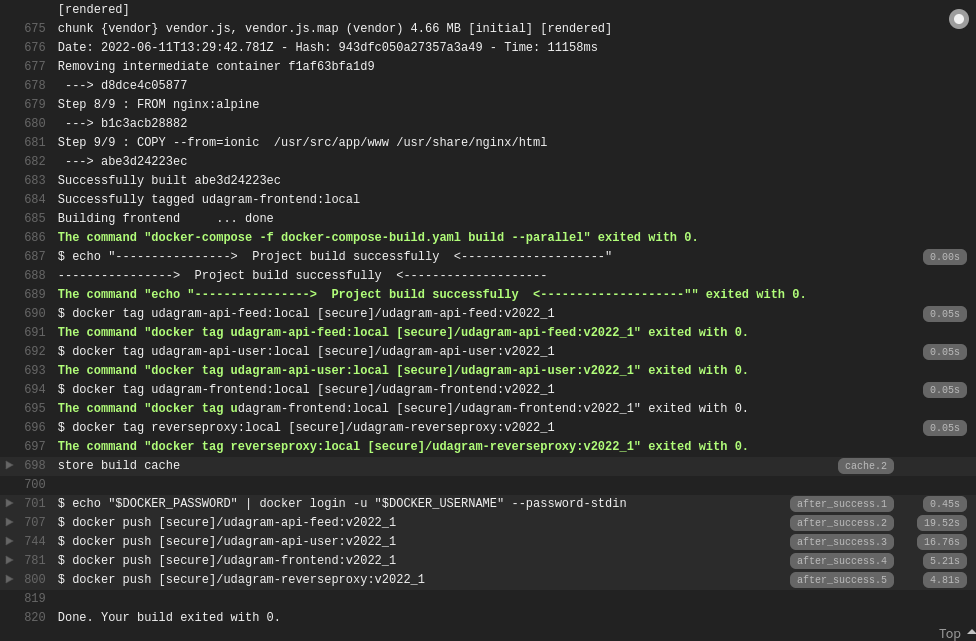 [rendered]
675 chunk {vendor} vendor.js, vendor.js.map (vendor) 4.66 MB [initial] [rendered]
676 Date: 2022-06-11T13:29:42.781Z - Hash: 943dfc050a27357a3a49 - Time: 11158ms
677 Removing intermediate container f1af63bfa1d9
678  ---> d8dce4c05877
679 Step 8/9 : FROM nginx:alpine
680  ---> b1c3acb28882
681 Step 9/9 : COPY --from=ionic  /usr/src/app/www /usr/share/nginx/html
682  ---> abe3d24223ec
683 Successfully built abe3d24223ec
684 Successfully tagged udagram-frontend:local
685 Building frontend     ... done
686 The command "docker-compose -f docker-compose-build.yaml build --parallel" exited with 0.
687 $ echo "---------------->  Project build successfully  <--------------------" 0.00s
688 ---------------->  Project build successfully  <--------------------
689 The command "echo "---------------->  Project build successfully  <--------------------"" exited with 0.
690 $ docker tag udagram-api-feed:local [secure]/udagram-api-feed:v2022_1 0.05s
691 The command "docker tag udagram-api-feed:local [secure]/udagram-api-feed:v2022_1" exited with 0.
692 $ docker tag udagram-api-user:local [secure]/udagram-api-user:v2022_1 0.05s
693 The command "docker tag udagram-api-user:local [secure]/udagram-api-user:v2022_1" exited with 0.
694 $ docker tag udagram-frontend:local [secure]/udagram-frontend:v2022_1 0.05s
695 The command "docker tag udagram-frontend:local [secure]/udagram-frontend:v2022_1" exited with 0.
696 $ docker tag reverseproxy:local [secure]/udagram-reverseproxy:v2022_1 0.05s
697 The command "docker tag reverseproxy:local [secure]/udagram-reverseproxy:v2022_1" exited with 0.
698 store build cache cache.2
700
701 $ echo "$DOCKER_PASSWORD" | docker login -u "$DOCKER_USERNAME" --password-stdin after_success.1 0.45s
707 $ docker push [secure]/udagram-api-feed:v2022_1 after_success.2 19.52s
744 $ docker push [secure]/udagram-api-user:v2022_1 after_success.3 16.76s
781 $ docker push [secure]/udagram-frontend:v2022_1 after_success.4 5.21s
800 $ docker push [secure]/udagram-reverseproxy:v2022_1 after_success.5 4.81s
819
820 Done. Your build exited with 0.
Top